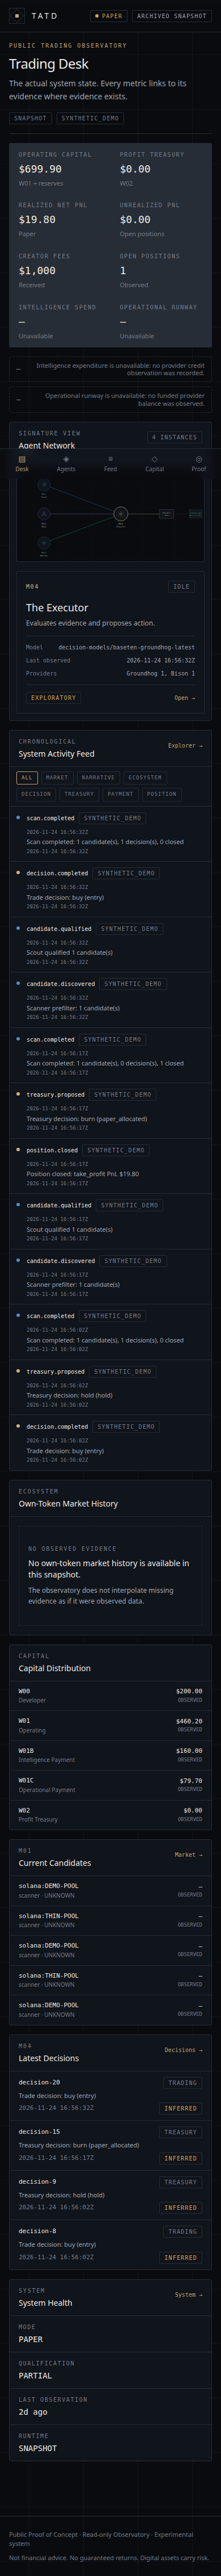 TATD
PAPER
ARCHIVED SNAPSHOT
PUBLIC TRADING OBSERVATORY
Trading Desk
The actual system state. Every metric links to its
evidence where evidence exists.
SNAPSHOT
SYNTHETIC_DEMO
OPERATING CAPITAL
$699.90
W01 + reserves
PROFIT TREASURY
$0.00
W02
REALIZED NET PNL
$19.80
Paper
UNREALIZED PNL
$0.00
Open positions
CREATOR FEES
$1,000
Received
OPEN POSITIONS
1
Observed
INTELLIGENCE SPEND
—
Unavailable
OPERATIONAL RUNWAY
—
Unavailable
— Intelligence expenditure is unavailable: no provider credit
observation was recorded.
— Operational runway is unavailable: no funded provider
balance was observed.
SIGNATURE VIEW
Agent Network
4 INSTANCES
Desk
Agents
Feed
Capital
Proof
M04
IDLE
The Executor
Evaluates evidence and proposes action.
Model decision-models/baseten-groundhog-latest
Last observed 2026-11-24 16:56:32Z
Providers Groundhog 1, Bison 1
EXPLORATORY
Open →
CHRONOLOGICAL
System Activity Feed
Explorer →
ALL
MARKET
NARRATIVE
ECOSYSTEM
DECISION
TREASURY
PAYMENT
POSITION
scan.completed SYNTHETIC_DEMO
2026-11-24 16:56:32Z
Scan completed: 1 candidate(s), 1 decision(s), 0 closed
2026-11-24 16:56:32Z
decision.completed SYNTHETIC_DEMO
2026-11-24 16:56:32Z
Trade decision: buy (entry)
2026-11-24 16:56:32Z
candidate.qualified SYNTHETIC_DEMO
2026-11-24 16:56:32Z
Scout qualified 1 candidate(s)
2026-11-24 16:56:32Z
candidate.discovered SYNTHETIC_DEMO
2026-11-24 16:56:32Z
Scanner prefilter: 1 candidate(s)
2026-11-24 16:56:32Z
scan.completed SYNTHETIC_DEMO
2026-11-24 16:56:17Z
Scan completed: 1 candidate(s), 0 decision(s), 1 closed
2026-11-24 16:56:17Z
treasury.proposed SYNTHETIC_DEMO
2026-11-24 16:56:17Z
Treasury decision: burn (paper_allocated)
2026-11-24 16:56:17Z
position.closed SYNTHETIC_DEMO
2026-11-24 16:56:17Z
Position closed: take_profit PnL $19.80
2026-11-24 16:56:17Z
candidate.qualified SYNTHETIC_DEMO
2026-11-24 16:56:17Z
Scout qualified 1 candidate(s)
2026-11-24 16:56:17Z
candidate.discovered SYNTHETIC_DEMO
2026-11-24 16:56:17Z
Scanner prefilter: 1 candidate(s)
2026-11-24 16:56:17Z
scan.completed SYNTHETIC_DEMO
2026-11-24 16:56:02Z
Scan completed: 1 candidate(s), 1 decision(s), 0 closed
2026-11-24 16:56:02Z
treasury.proposed SYNTHETIC_DEMO
2026-11-24 16:56:02Z
Treasury decision: hold (hold)
2026-11-24 16:56:02Z
decision.completed SYNTHETIC_DEMO
2026-11-24 16:56:02Z
Trade decision: buy (entry)
2026-11-24 16:56:02Z
ECOSYSTEM
Own-Token Market History
NO OBSERVED EVIDENCE
No own-token market history is available in
this snapshot.
The observatory does not interpolate missing
evidence as if it were observed data.
CAPITAL
Capital Distribution
W00 $200.00
Developer OBSERVED
W01 $460.20
Operating OBSERVED
W01B $160.00
Intelligence Payment OBSERVED
W01C $79.70
Operational Payment OBSERVED
W02 $0.00
Profit Treasury OBSERVED
M01
Current Candidates
Market →
solana:DEMO-POOL —
scanner · UNKNOWN OBSERVED
solana:THIN-POOL —
scanner · UNKNOWN OBSERVED
solana:DEMO-POOL —
scanner · UNKNOWN OBSERVED
solana:THIN-POOL —
scanner · UNKNOWN OBSERVED
solana:DEMO-POOL —
scanner · UNKNOWN OBSERVED
M04
Latest Decisions
Decisions →
decision-20 TRADING
Trade decision: buy (entry)
2026-11-24 16:56:32Z INFERRED
decision-15 TREASURY
Treasury decision: burn (paper_allocated)
2026-11-24 16:56:17Z INFERRED
decision-9 TREASURY
Treasury decision: hold (hold)
2026-11-24 16:56:02Z INFERRED
decision-8 TRADING
Trade decision: buy (entry)
2026-11-24 16:56:02Z INFERRED
SYSTEM
System Health
System →
MODE
PAPER
QUALIFICATION
PARTIAL
LAST OBSERVATION
2d ago
RUNTIME
SNAPSHOT
Public Proof of Concept · Read-only Observatory · Experimental
system
Not financial advice. No guaranteed returns. Digital assets carry risk.